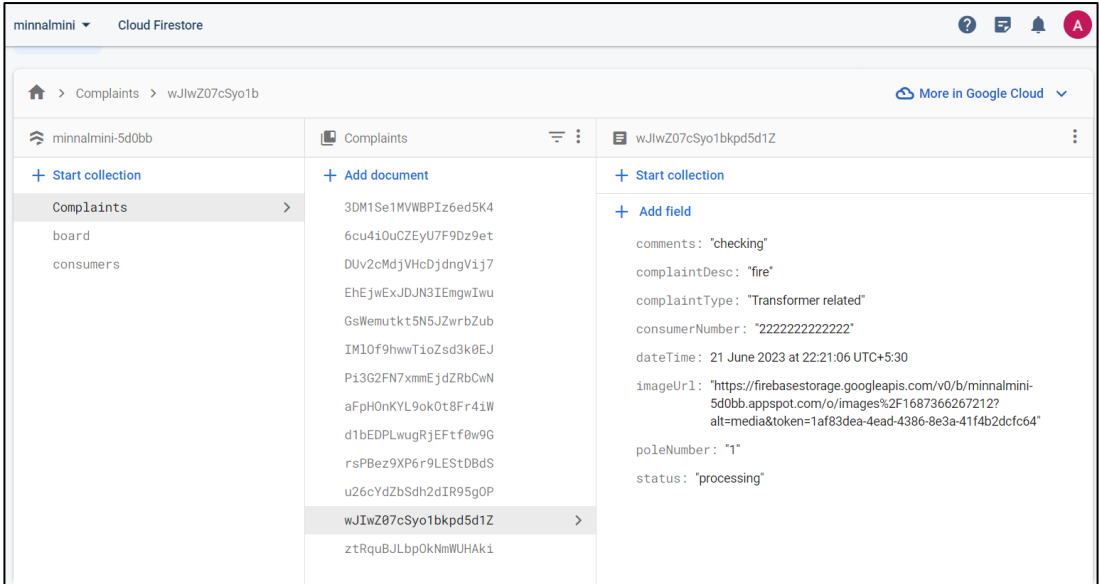 minnalmini Cloud Firestore A
Complaints > wJIwZ07cSyo1b More in Google Cloud
minnalmini-5d0bb
+ Start collection
Complaints
board
consumers
Complaints
+ Add document
3DM1Se1MVWBPIz6ed5K4
6cu4iOuCZEyU7F9Dz9et
DUv2cMdjVHcDjdngVij7
EhEjwExJDJN3IEmgwIwu
GsWemutkt5N5JZwrbZub
IMlOf9hwwTioZsd3k0EJ
Pi3G2FN7xmmEjdZRbCwN
aFpHOnKYL9okOt8Fr4iW
d1bEDPLwugRjEFtf0w9G
rsPBez9XP6r9LEStDBdS
u26cYdZbSdh2dIR95gOP
wJIwZ07cSyo1bkpd5d1Z
ztRquBJLbpOkNmWUHAki
wJIwZ07cSyo1bkpd5d1Z
+ Start collection
+ Add field
comments: "checking"
complaintDesc: "fire"
complaintType: "Transformer related"
consumerNumber: "2222222222222"
dateTime: 21 June 2023 at 22:21:06 UTC+5:30
imageUrl: "https://firebasestorage.googleapis.com/v0/b/minnalmini-
5d0bb.appspot.com/o/images%2F1687366267212?
alt=media&token=1af83dea-4ead-4386-8e3a-41f4b2dcfc64"
poleNumber: "1"
status: "processing"